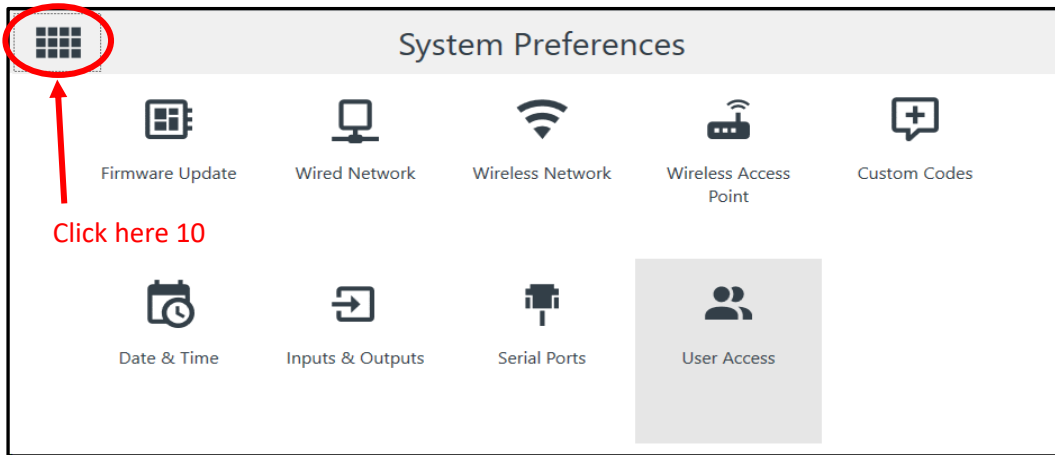 System Preferences
Firmware Update
Wired Network
Wireless Network
Wireless Access
Point
Custom Codes
Click here 10
Date & Time
Inputs & Outputs
Serial Ports
User Access